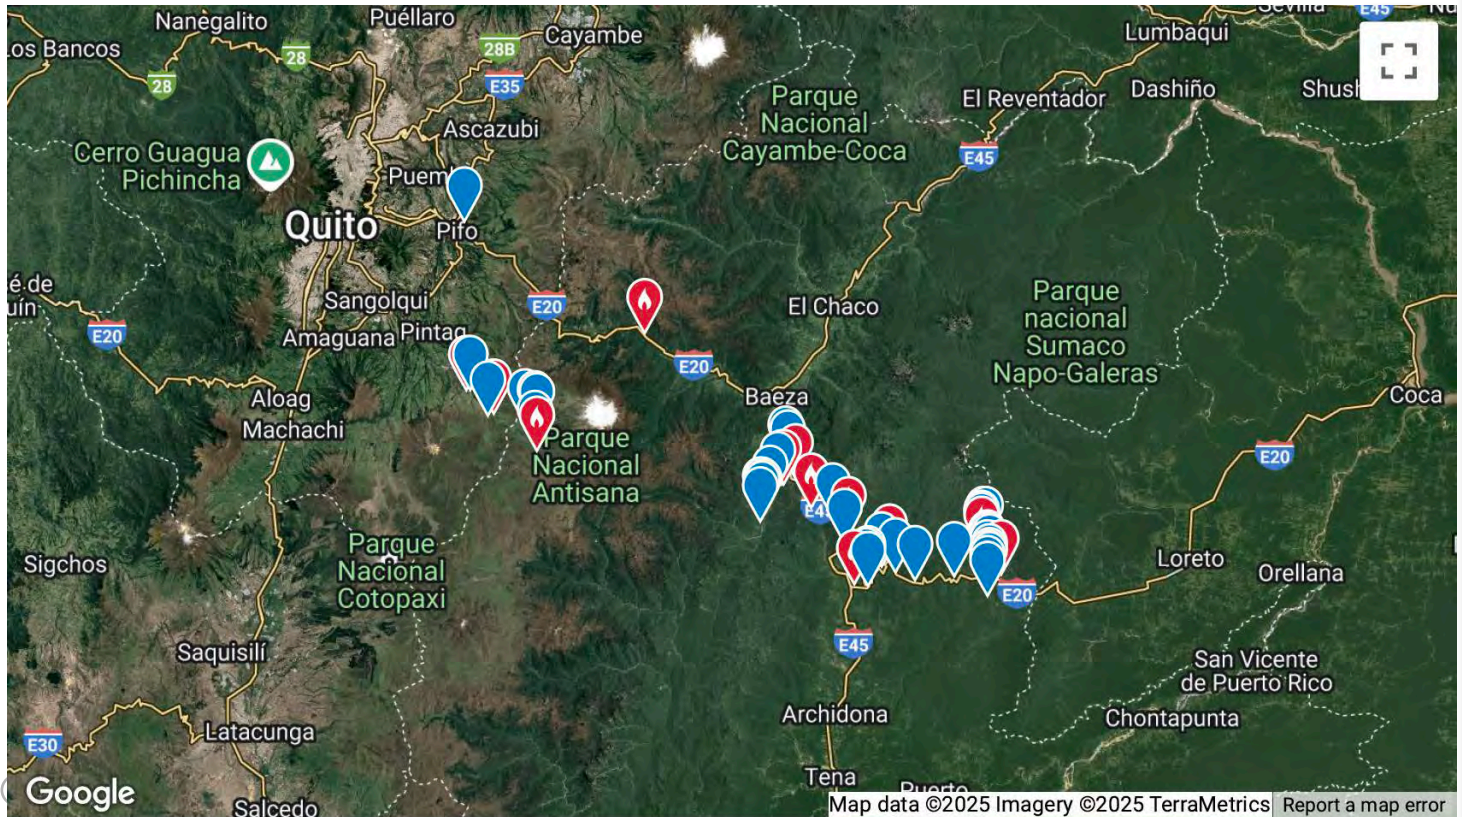 Nanegalito
Puéllaro
28B
Cayambe
Lumbaqui
E45
Los Bancos
28
28
E35
Parque
Nacional
Cayambe-Coca
El Reventador
Dashiño
Ascazubi
Cerro Guagua
Pichincha
E45
Quito
Pifo
Sangolqui
E20
El Chaco
Parque
nacional
Sumaco
Napo-Galeras
Amaguana
E20
E20
Baeza
Coca
Aloag
Machachi
Parque
Nacional
Antisana
E20
Parque
Nacional
Cotopaxi
Sigchos
Loreto
Orellana
E20
Saquisilí
E45
San Vicente
de Puerto Rico
Archidona
Chontapunta
Latacunga
E30
Tena
Puerto
Google
Salcedo
Map data ©2025 Imagery ©2025 TerraMetrics
Report a map error